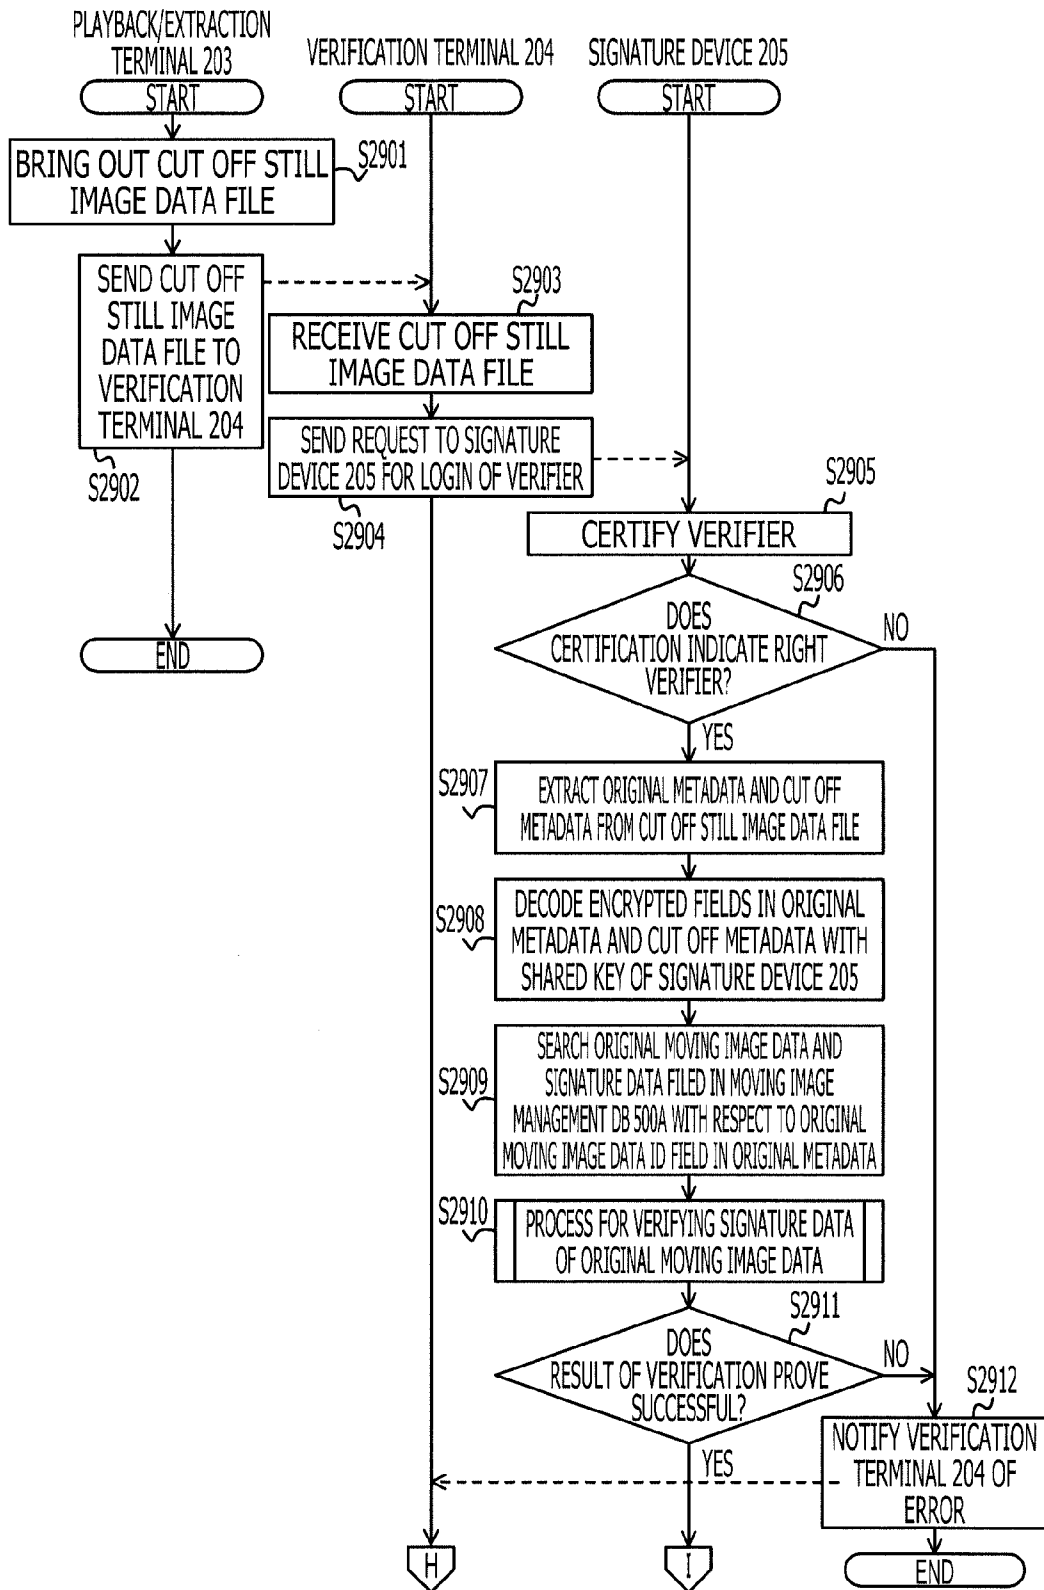 PLAYBACK/EXTRACTION
TERMINAL 203
START
VERIFICATION TERMINAL 204
START
SIGNATURE DEVICE 205
START
S2901
BRING OUT CUT OFF STILL
IMAGE DATA FILE
SEND CUT OFF
STILL IMAGE
DATA FILE TO
VERIFICATION
TERMINAL 204
S2902
END
S2903
RECEIVE CUT OFF STILL
IMAGE DATA FILE
SEND REQUEST TO SIGNATURE
DEVICE 205 FOR LOGIN OF VERIFIER
S2904
S2905
CERTIFY VERIFIER
S2906
DOES
CERTIFICATION INDICATE RIGHT
VERIFIER?
NO
YES
S2907
EXTRACT ORIGINAL METADATA AND CUT OFF
METADATA FROM CUT OFF STILL IMAGE DATA FILE
S2908
DECODE ENCRYPTED FIELDS IN ORIGINAL
METADATA AND CUT OFF METADATA WITH
SHARED KEY OF SIGNATURE DEVICE 205
S2909
SEARCH ORIGINAL MOVING IMAGE DATA AND
SIGNATURE DATA FILED IN MOVING IMAGE
MANAGEMENT DB 500A WITH RESPECT TO ORIGINAL
MOVING IMAGE DATA ID FIELD IN ORIGINAL METADATA
S2910
PROCESS FOR VERIFYING SIGNATURE DATA
OF ORIGINAL MOVING IMAGE DATA
S2911
DOES
RESULT OF VERIFICATION PROVE
SUCCESSFUL?
NO
YES
S2912
NOTIFY VERIFICATION
TERMINAL 204 OF
ERROR
END
H
I